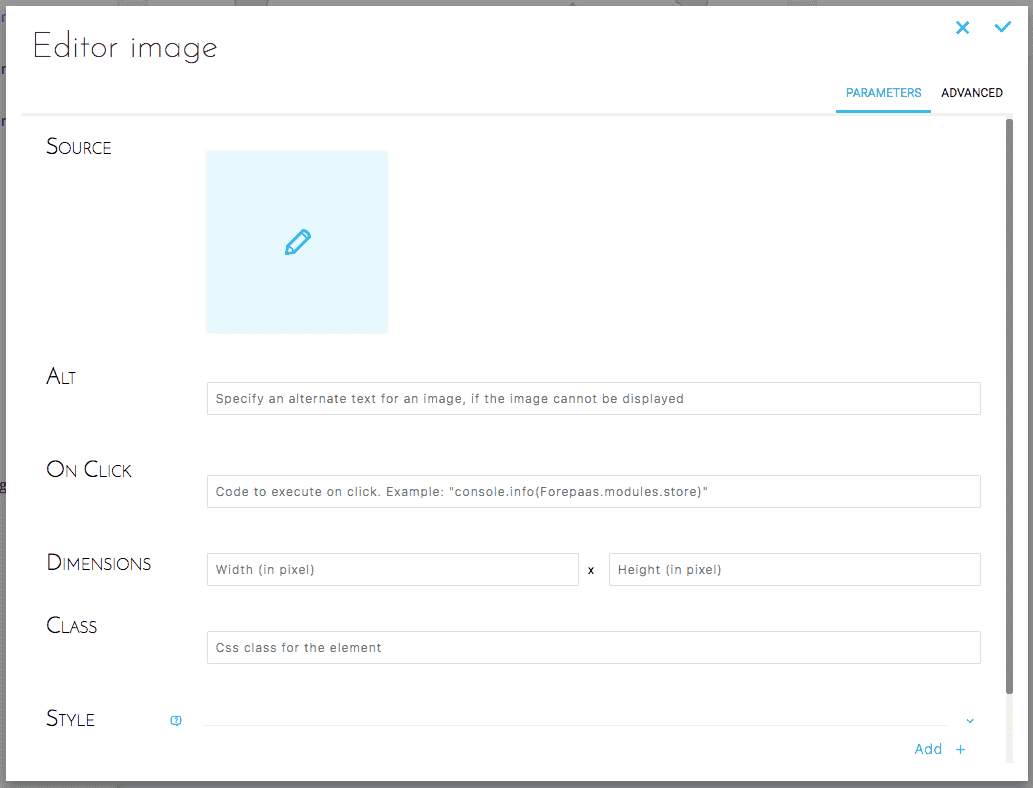 Editor image
PARAMETERS ADVANCED
Source
Alt
Specify an alternate text for an image, if the image cannot be displayed
On Click
Code to execute on click. Example: "console.info(Forepaas.modules.store)"
Dimensions
Width (in pixel) x Height (in pixel)
Class
Css class for the element
Style
Add +